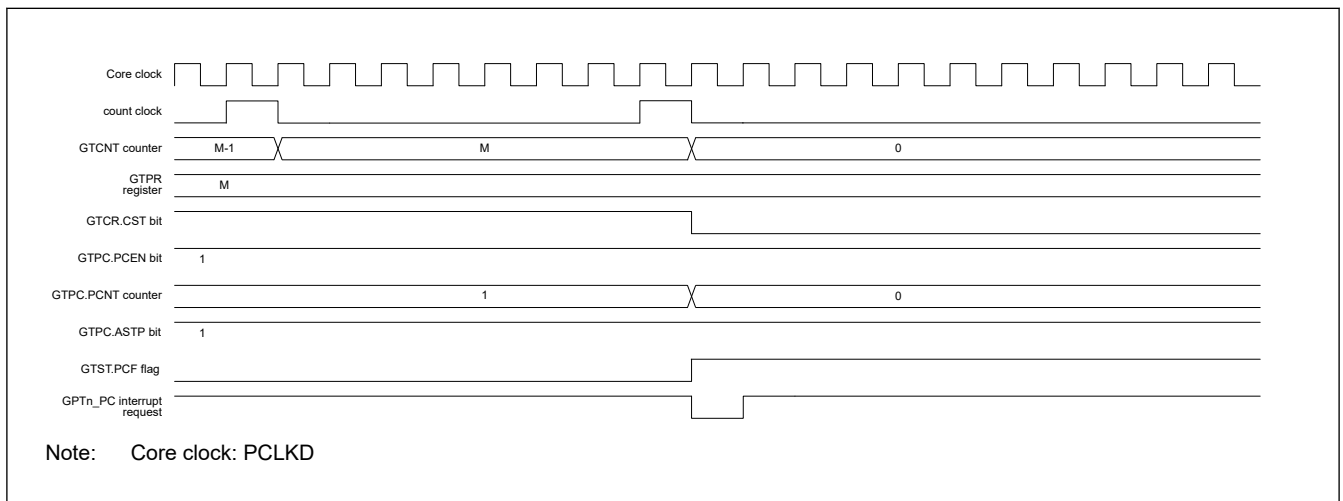 Core clock
count clock
GTCNT counter M-1 M 0
GTPR
register M
GTCR.CST bit
GTPC.PCEN bit 1
GTPC.PCNT counter 1 0
GTPC.ASTP bit 1
GTST.PCF flag
GPTn_PC interrupt
request
Note: Core clock: PCLKD